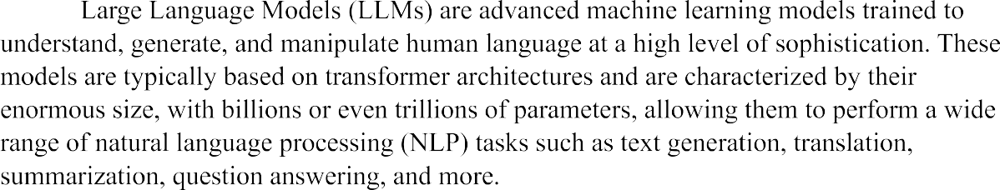 Large Language Models (LLMs) are advanced machine learning models trained to
understand, generate, and manipulate human language at a high level of sophistication. These
models are typically based on transformer architectures and are characterized by their
enormous size, with billions or even trillions of parameters, allowing them to perform a wide
range of natural language processing (NLP) tasks such as text generation, translation,
summarization, question answering, and more.